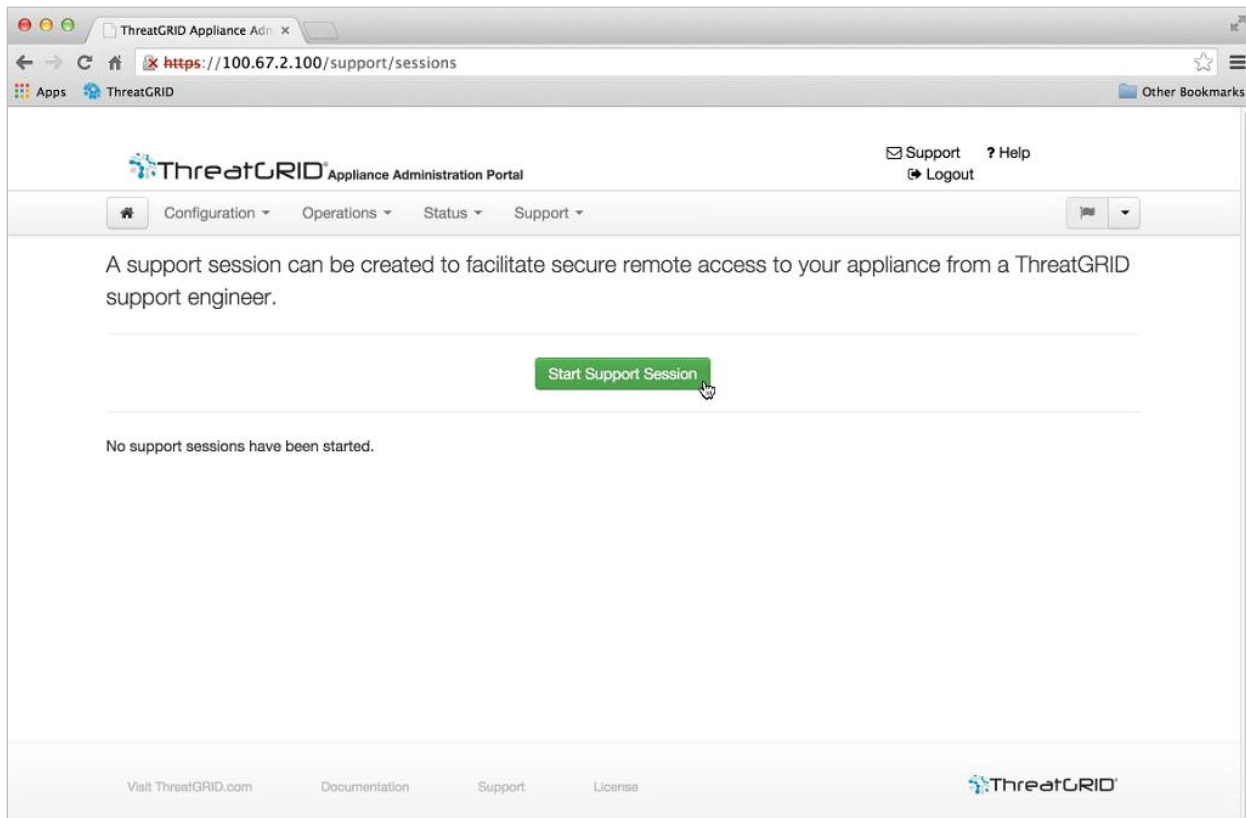 ThreatGRID Appliance Adn
https://100.67.2.100/support/sessions
Apps ThreatGRID Other Bookmarks
ThreatGRID® Appliance Administration Portal
Support ? Help
Logout
Configuration Operations Status Support
A support session can be created to facilitate secure remote access to your appliance from a ThreatGRID
support engineer.
Start Support Session
No support sessions have been started.
Visit ThreatGRID.com Documentation Support License ThreatGRID®